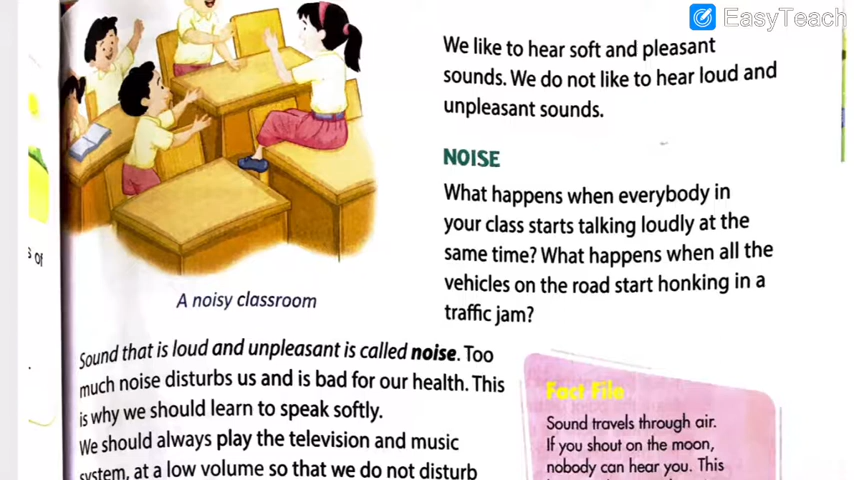 EasyTeach
We like to hear soft and pleasant
sounds. We do not like to hear loud and
unpleasant sounds.
NOISE
What happens when everybody in
your class starts talking loudly at the
same time? What happens when all the
vehicles on the road start honking in a
traffic jam?
A noisy classroom
Sound that is loud and unpleasant is called noise. Too
much noise disturbs us and is bad for our health. This
is why we should learn to speak softly.
We should always play the television and music
system, at a low volume so that we do not disturb
Fact File
Sound travels through air.
If you shout on the moon,
nobody can hear you. This
of